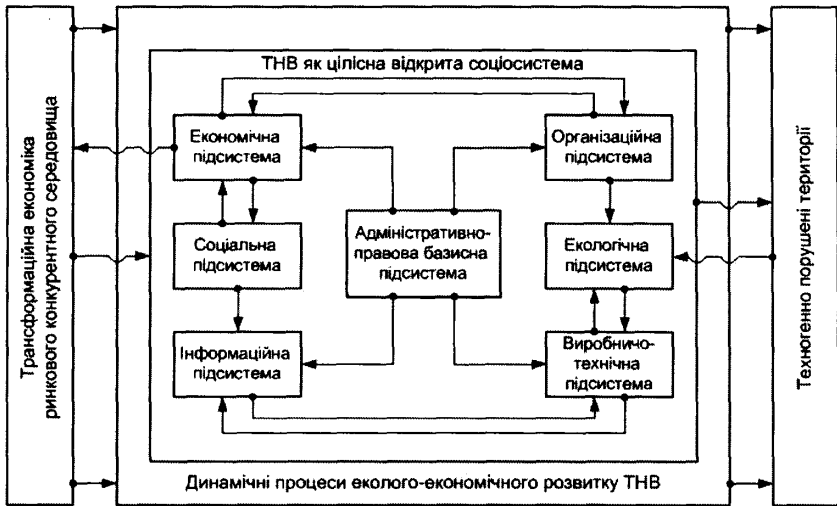 Трансформаційна економіка
ринкового конкурентного середовища
ТНВ як цілісна відкрита соціосистема
Економічна
підсистема
Організаційна
підсистема
Соціальна
підсистема
Адміністративно-
правова базисна
підсистема
Екологічна
підсистема
Інформаційна
підсистема
Виробничо-
технічна
підсистема
Динамічні процеси еколого-економічного розвитку ТНВ
Техногенно порушені території